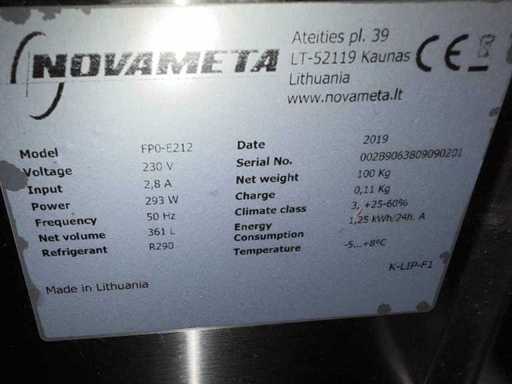 NOVAMETA
Ateities pl. 39
LT-52119 Kaunas
Lithuania
www.novameta.lt
CE
Model FP0-E212
Voltage 230 V
Input 2,8 A
Power 293 W
Frequency 50 Hz
Net volume 361 L
Refrigerant R290
Date 2019
Serial No. 002B9063809090201
Net weight 100 Kg
Charge 0,11 Kg
Climate class 3, +25-60%
Energy Consumption 1,25 kWh/24h. A
Temperature -5...+8ºC
K-LIP-F1
Made in Lithuania